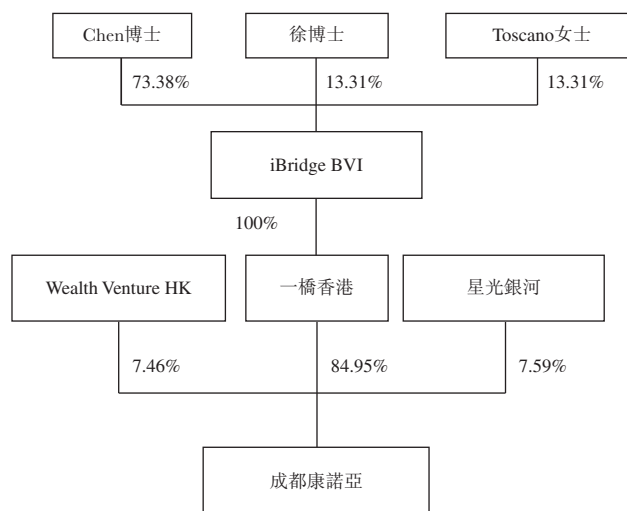 Chen博士
徐博士
Toscano女士
73.38%
13.31%
13.31%
iBridge BVI
100%
Wealth Venture HK
一橋香港
星光銀河
7.46%
84.95%
7.59%
成都康諾亞